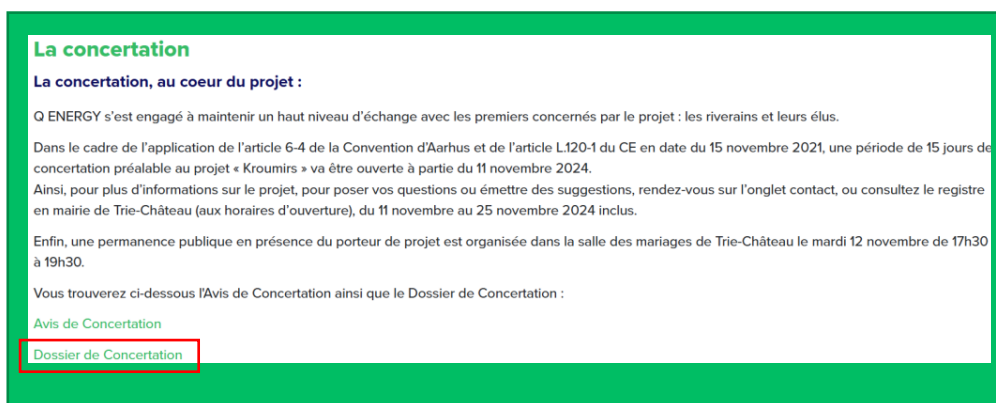 La concertation
La concertation, au coeur du projet :
Q ENERGY s'est engagé à maintenir un haut niveau d'échange avec les premiers concernés par le projet : les riverains et leurs élus.
Dans le cadre de l'application de l'article 6-4 de la Convention d'Aarhus et de l'article L.120-1 du CE en date du 15 novembre 2021, une période de 15 jours de
concertation préalable au projet « Kroumirs » va être ouverte à partie du 11 novembre 2024.
Ainsi, pour plus d'informations sur le projet, pour poser vos questions ou émettre des suggestions, rendez-vous sur l'onglet contact, ou consultez le registre
en mairie de Trie-Château (aux horaires d'ouverture), du 11 novembre au 25 novembre 2024 inclus.
Enfin, une permanence publique en présence du porteur de projet est organisée dans la salle des mariages de Trie-Château le mardi 12 novembre de 17h30
à 19h30.
Vous trouverez ci-dessous l'Avis de Concertation ainsi que le Dossier de Concertation :
Avis de Concertation
Dossier de Concertation